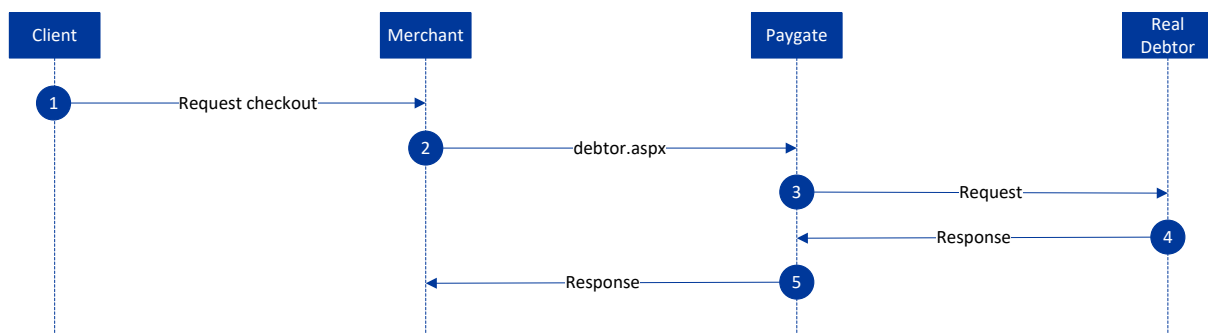 Client
Merchant
Paygate
Real
Debtor
1
Request checkout
2
debtor.aspx
3
Request
Response
4
Response
5